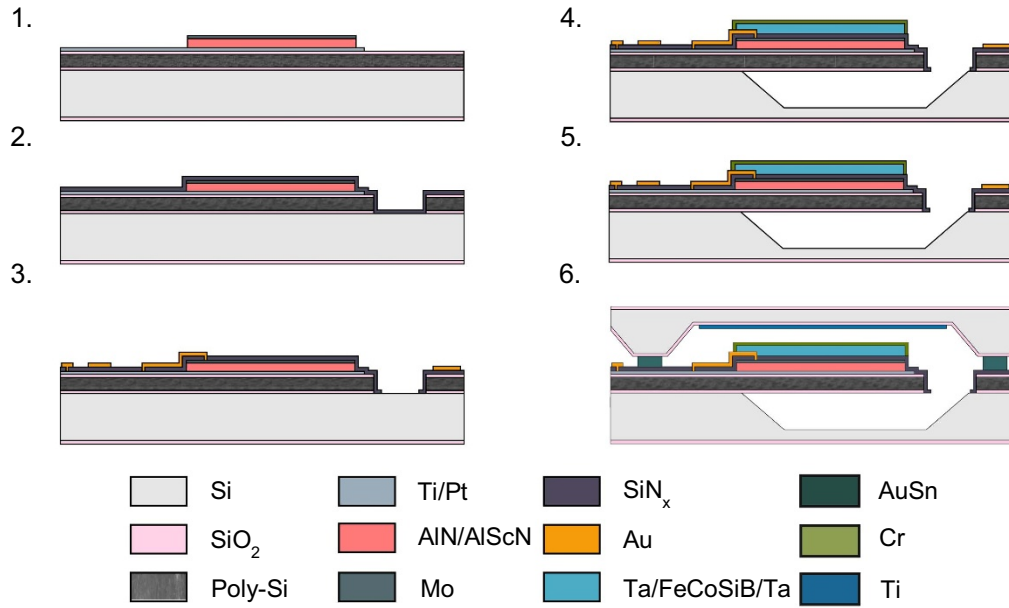 1.
2.
3.
4.
5.
6.
Si
Ti/Pt
SiNx
AuSn
SiO2
AlN/AlScN
Au
Cr
Poly-Si
Mo
Ta/FeCoSiB/Ta
Ti